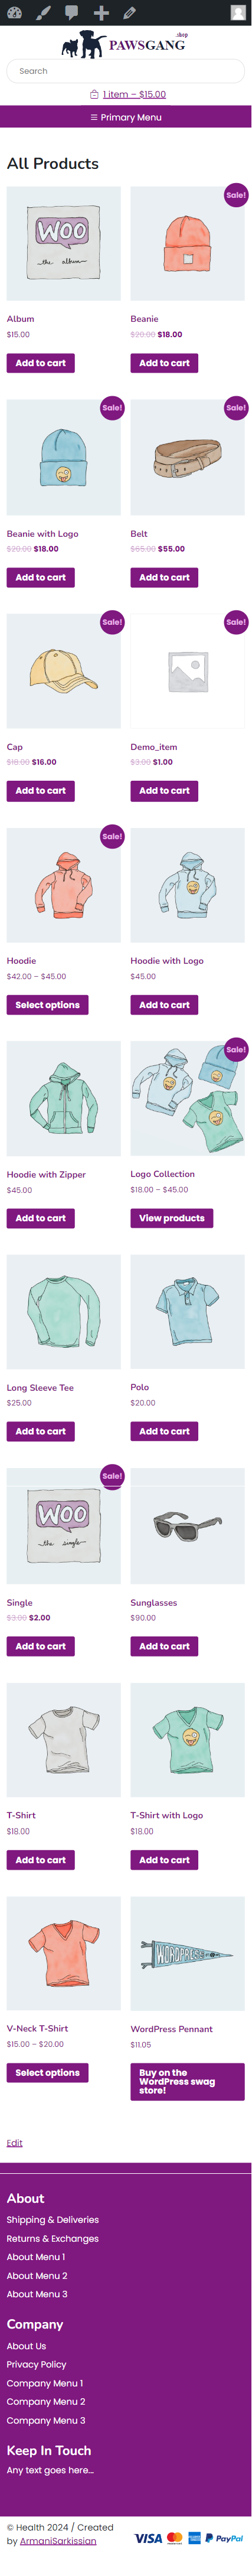 .shop
PAWSGANG
Search
1 item – $15.00
☰ Primary Menu
All Products
WOO
the album
Album
$15.00
Add to cart
Sale!
Beanie
$20.00 $18.00
Add to cart
Sale!
Beanie with Logo
$20.00 $18.00
Add to cart
Sale!
Belt
$65.00 $55.00
Add to cart
Sale!
Cap
$18.00 $16.00
Add to cart
Sale!
Demo_item
$3.00 $1.00
Add to cart
Sale!
Hoodie
$42.00 – $45.00
Select options
Hoodie with Logo
$45.00
Add to cart
Hoodie with Zipper
$45.00
Add to cart
Sale!
Logo Collection
$18.00 – $45.00
View products
Long Sleeve Tee
$25.00
Add to cart
Polo
$20.00
Add to cart
Sale!
WOO
the single
Single
$3.00 $2.00
Add to cart
Sunglasses
$90.00
Add to cart
T-Shirt
$18.00
Add to cart
T-Shirt with Logo
$18.00
Add to cart
V-Neck T-Shirt
$15.00 – $20.00
Select options
WORDPRESS
WordPress Pennant
$11.05
Buy on the
WordPress swag
store!
Edit
About
Shipping & Deliveries
Returns & Exchanges
About Menu 1
About Menu 2
About Menu 3
Company
About Us
Privacy Policy
Company Menu 1
Company Menu 2
Company Menu 3
Keep In Touch
Any text goes here...
© Health 2024 / Created
by ArmaniSarkissian
VISA
PayPal